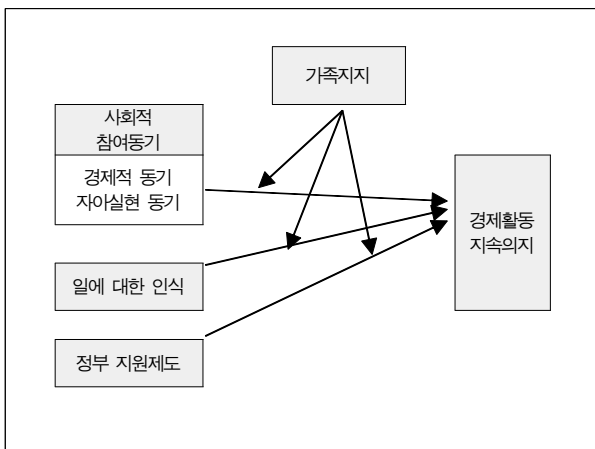 가족지지
사회적
참여동기
경제적 동기
자아실현 동기
경제활동
지속의지
일에 대한 인식
정부 지원제도